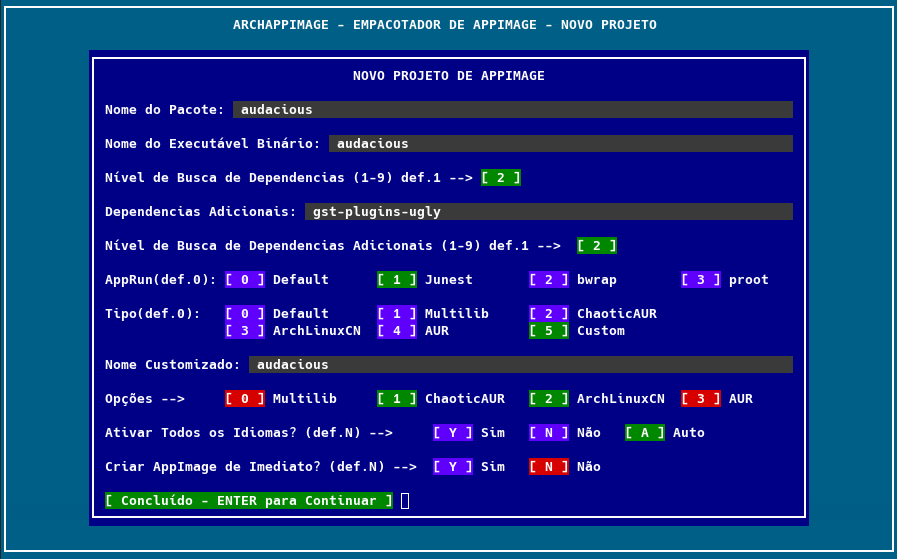 ARCHAPPIMAGE - EMPACOTADOR DE APPIMAGE - NOVO PROJETO
NOVO PROJETO DE APPIMAGE
Nome do Pacote: audacious
Nome do Executável Binário: audacious
Nível de Busca de Dependencias (1-9) def.1 --> [ 2 ]
Dependencias Adicionais: gst-plugins-ugly
Nível de Busca de Dependencias Adicionais (1-9) def.1 --> [ 2 ]
AppRun(def.0): [ 0 ] Default [ 1 ] Junest [ 2 ] bwrap [ 3 ] proot
Tipo(def.0): [ 0 ] Default [ 1 ] Multilib [ 2 ] ChaoticAUR
[ 3 ] ArchLinuxCN [ 4 ] AUR [ 5 ] Custom
Nome Customizado: audacious
Opções --> [ 0 ] Multilib [ 1 ] ChaoticAUR [ 2 ] ArchLinuxCN [ 3 ] AUR
Ativar Todos os Idiomas? (def.N) --> [ Y ] Sim [ N ] Não [ A ] Auto
Criar AppImage de Imediato? (def.N) --> [ Y ] Sim [ N ] Não
[ Concluído - ENTER para Continuar ]